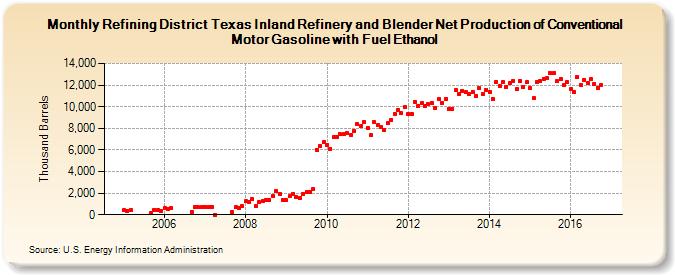 Monthly Refining District Texas Inland Refinery and Blender Net Production of Conventional
Motor Gasoline with Fuel Ethanol
Thousand Barrels
14,000
12,000
10,000
8,000
6,000
4,000
2,000
0
2006 2008 2010 2012 2014 2016
Source: U.S. Energy Information Administration